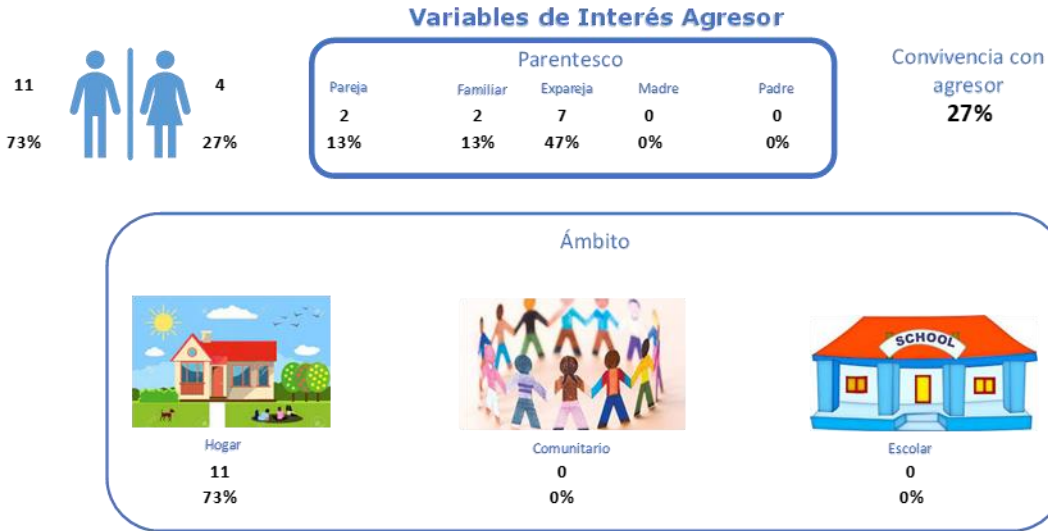 Variables de Interés Agresor
11
4
73%
27%
Parentesco
Pareja Familiar Expareja Madre Padre
2 2 7 0 0
13% 13% 47% 0% 0%
Convivencia con
agresor
27%
Ámbito
SCHOOL
Hogar Comunitario Escolar
11 0 0
73% 0% 0%